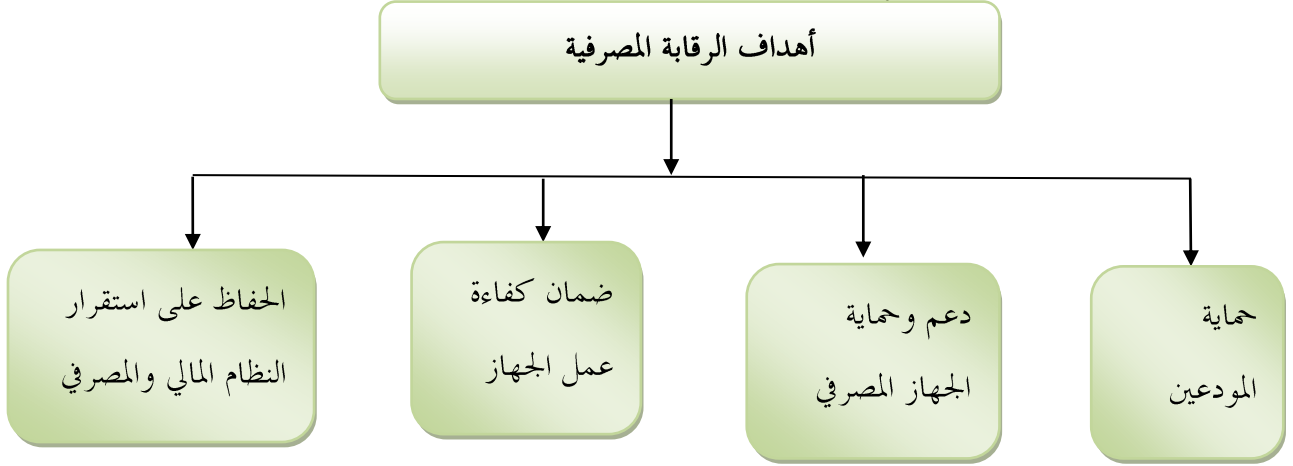 أهداف الرقابة المصرفية
حماية
المودعين
دعم وحماية
الجهاز المصرفي
ضمان كفاءة
عمل الجهاز
الحفاظ على استقرار
النظام المالي والمصرفي